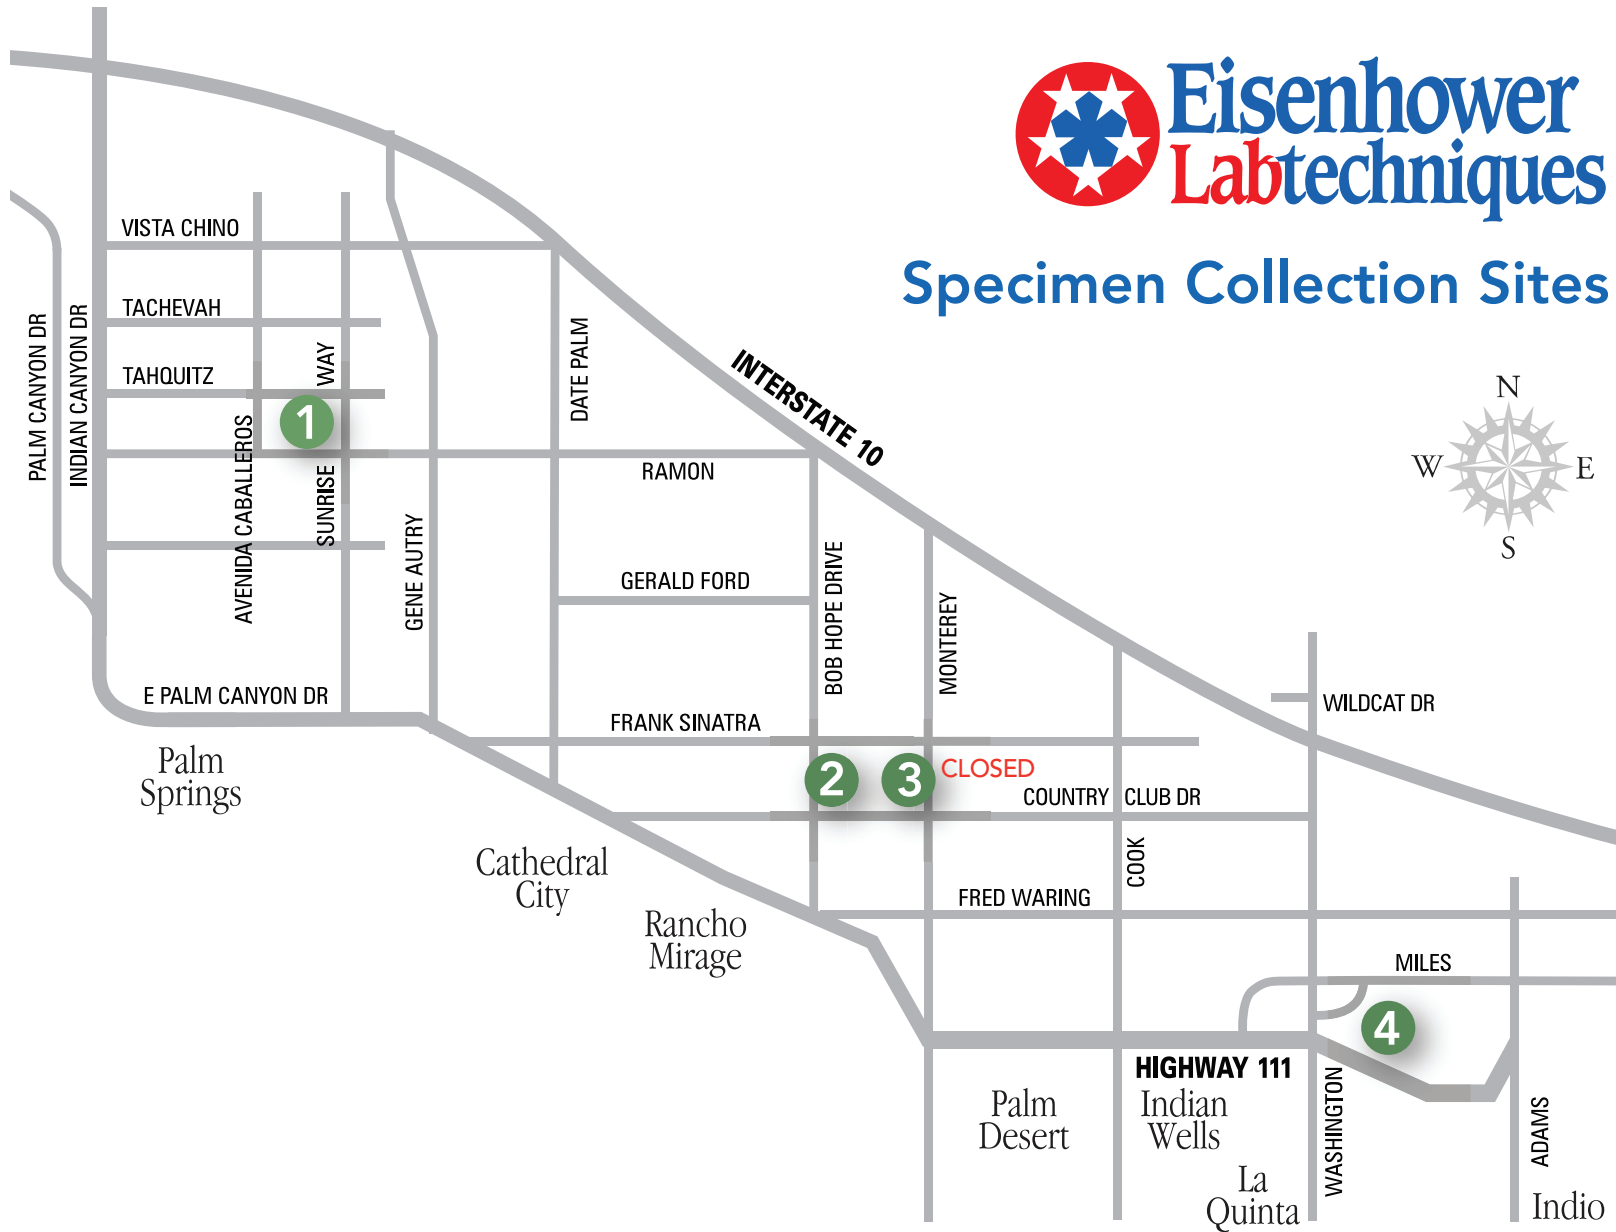 Eisenhower
Labtechniques
Specimen Collection Sites
VISTA CHINO
TACHEVAH
TAHQUITZ
PALM CANYON DR
INDIAN CANYON DR
AVENIDA CABALLEROS
SUNRISE WAY
GENE AUTRY
DATE PALM
INTERSTATE 10
1
RAMON
GERALD FORD
BOB HOPE DRIVE
MONTEREY
E PALM CANYON DR
FRANK SINATRA
WILDCAT DR
2
3
CLOSED
COUNTRY CLUB DR
COOK
FRED WARING
MILES
4
HIGHWAY 111
WASHINGTON
ADAMS
Palm
Springs
Cathedral
City
Rancho
Mirage
Palm
Desert
Indian
Wells
La
Quinta
Indio
N
W
E
S